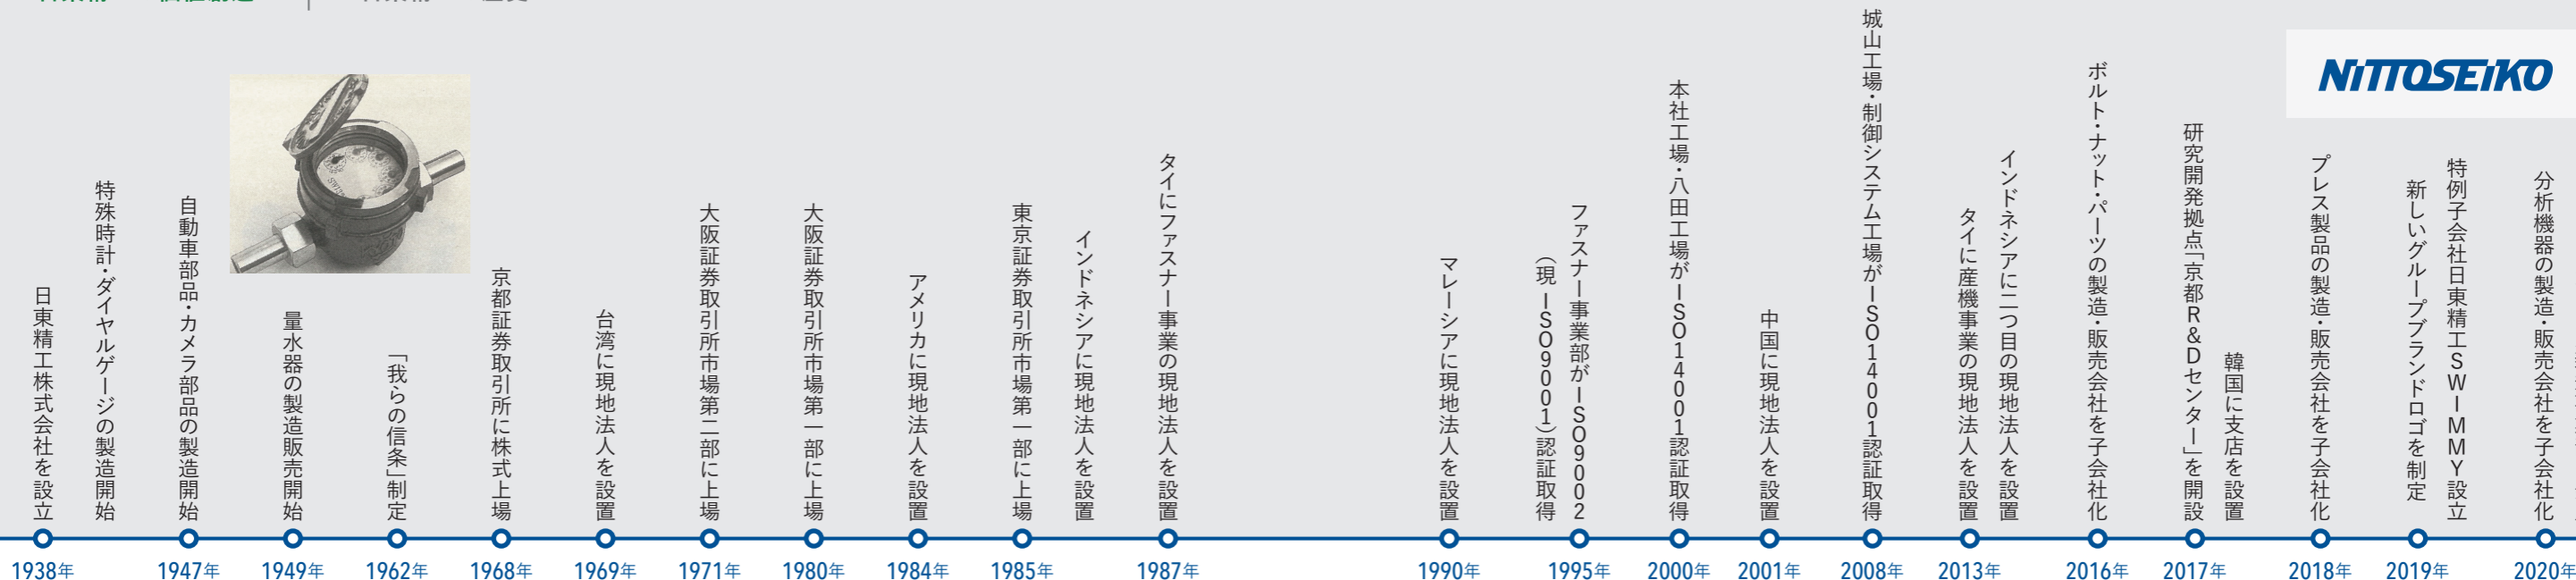 NITTOSEIKO
日東精工株式会社を設立
特殊時計・ダイヤルゲージの製造開始
1938年
自動車部品・カメラ部品の製造開始
1947年
量水器の製造販売開始
1949年
「我らの信条」制定
1962年
京都証券取引所に株式上場
1968年
台湾に現地法人を設置
1969年
大阪証券取引所市場第二部に上場
1971年
大阪証券取引所市場第一部に上場
1980年
アメリカに現地法人を設置
1984年
東京証券取引所市場第一部に上場
インドネシアに現地法人を設置
1985年
タイにファスナー事業の現地法人を設置
1987年
マレーシアに現地法人を設置
1990年
ファスナー事業部がISO9002
（現 ISO9001）認証取得
1995年
本社工場・八田工場がISO14001認証取得
2000年
中国に現地法人を設置
2001年
城山工場・制御システム工場がISO14001認証取得
2008年
タイに産機事業の現地法人を設置
インドネシアに二つ目の現地法人を設置
2013年
ボルト・ナット・パーツの製造・販売会社を子会社化
2016年
研究開発拠点「京都R&Dセンター」を開設
韓国に支店を設置
2017年
プレス製品の製造・販売会社を子会社化
2018年
新しいグループブランドロゴを制定
特例子会社日東精工SWIMMY設立
2019年
分析機器の製造・販売会社を子会社化
2020年